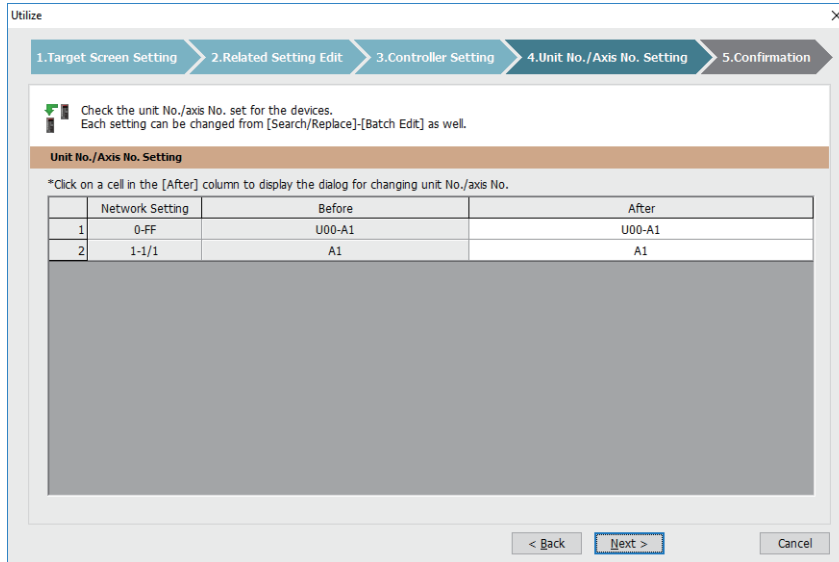 Utilize
1.Target Screen Setting 2.Related Setting Edit 3.Controller Setting 4.Unit No./Axis No. Setting 5.Confirmation
Check the unit No./axis No. set for the devices.
Each setting can be changed from [Search/Replace]-[Batch Edit] as well.
Unit No./Axis No. Setting
*Click on a cell in the [After] column to display the dialog for changing unit No./axis No.
Network Setting Before After
1 0-FF U00-A1 U00-A1
2 1-1/1 A1 A1
< Back Next > Cancel